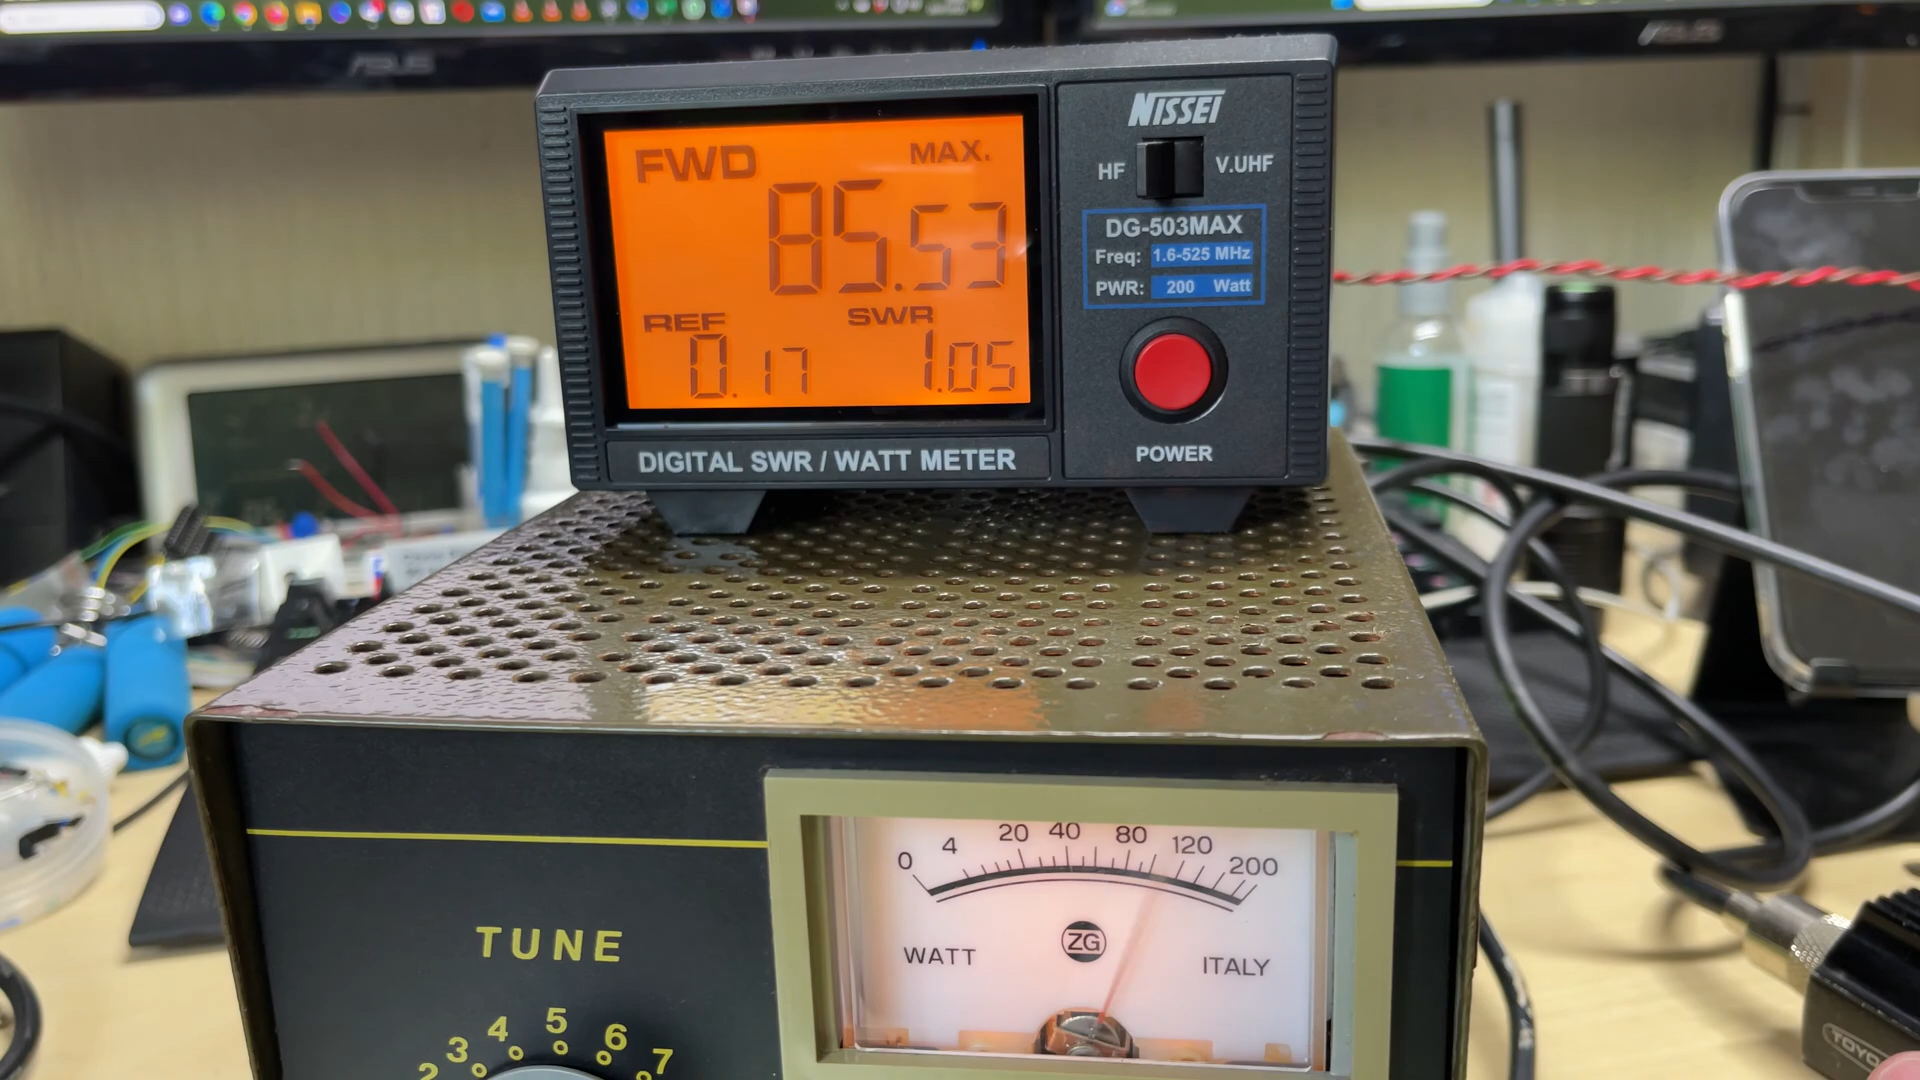 ASUS
ASUS
NISSEI
HF V.UHF
DG-503MAX
Freq: 1.6-525 MHz
PWR: 200 Watt
POWER
FWD MAX.
85.53
REF SWR
0.17 1.05
DIGITAL SWR / WATT METER
0 4 20 40 80 120 200
WATT ZG ITALY
TUNE
2 3 4 5 6 7